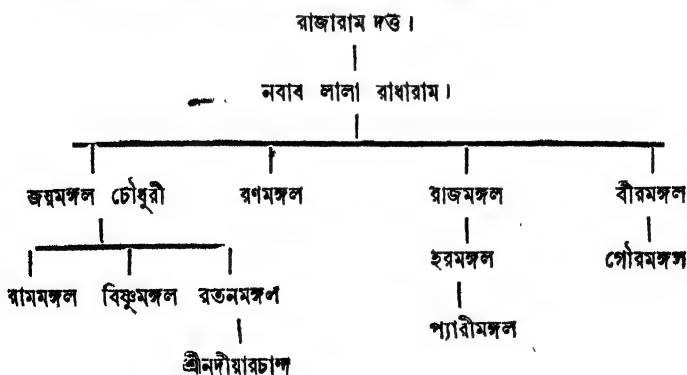 রাজারাম দত্ত।
নবাব লালা রাধারাম।
জয়মঙ্গল চৌধুরী রণমঙ্গল রাজমঙ্গল বীরমঙ্গল
হরমঙ্গল গৌরমঙ্গল
রামমঙ্গল বিষ্ণুমঙ্গল রতনমঙ্গল
প্যারীমঙ্গল
শ্রীনদীয়ারচান্দ